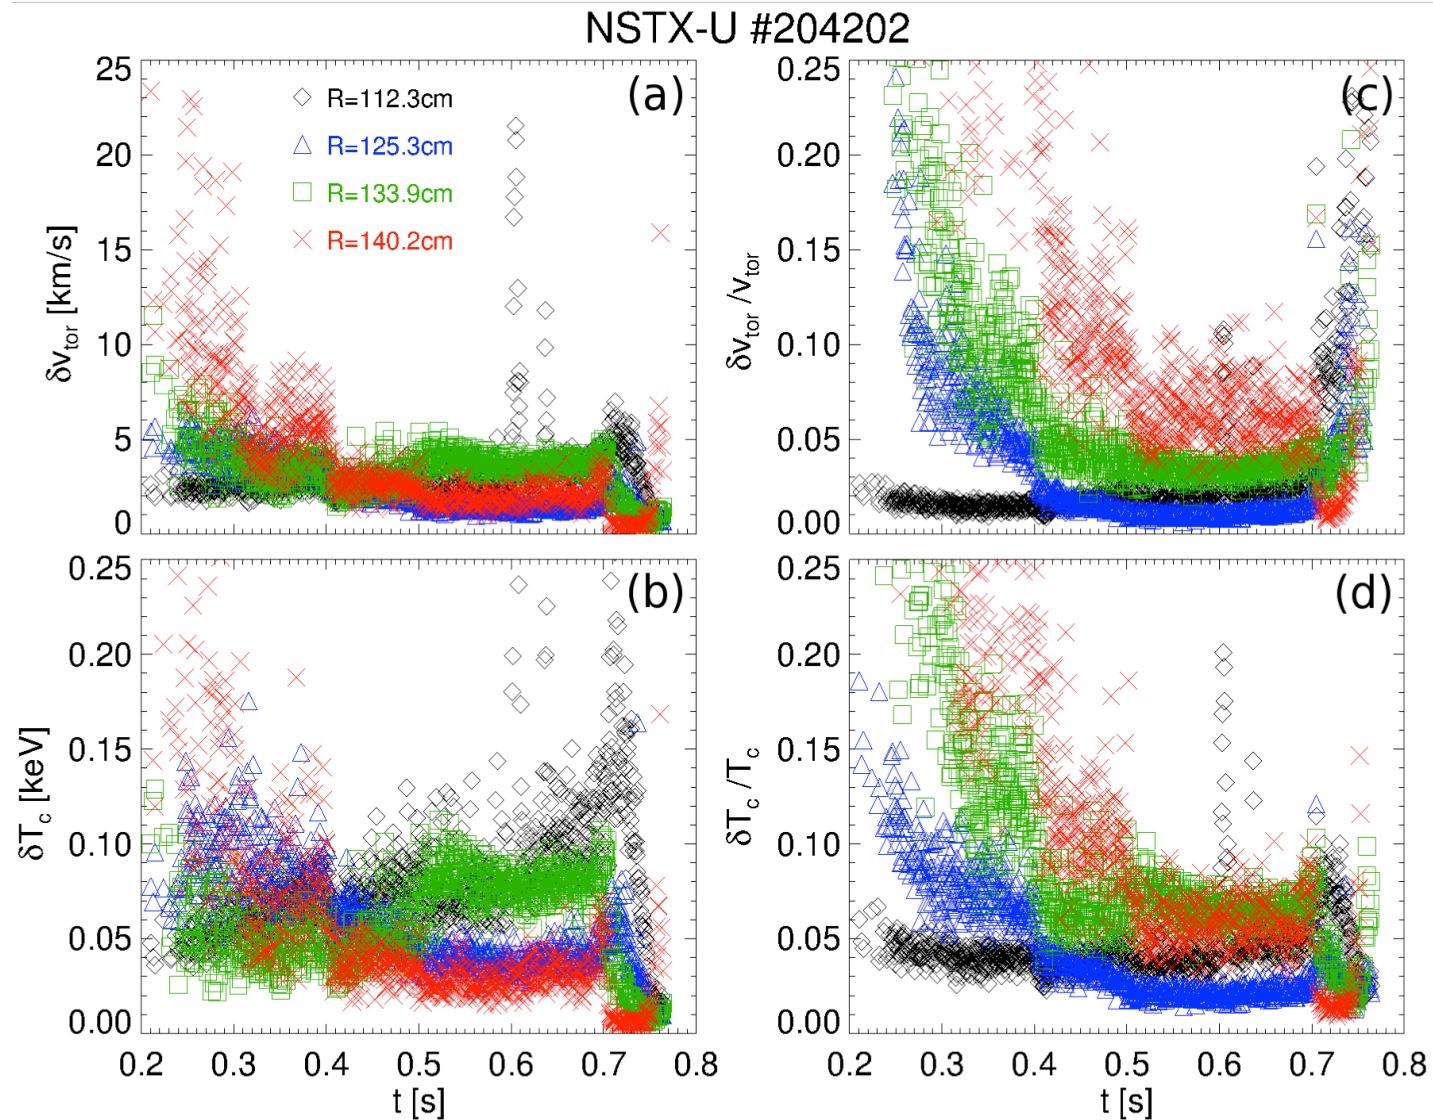 NSTX-U #204202
(a)
25
20
15
10
5
0
δv_tor [km/s]
R=112.3cm
R=125.3cm
R=133.9cm
R=140.2cm
(c)
0.25
0.20
0.15
0.10
0.05
0.00
δv_tor /v_tor
(b)
0.25
0.20
0.15
0.10
0.05
0.00
δT_c [keV]
0.2 0.3 0.4 0.5 0.6 0.7 0.8
t [s]
(d)
0.25
0.20
0.15
0.10
0.05
0.00
δT_c /T_c
0.2 0.3 0.4 0.5 0.6 0.7 0.8
t [s]